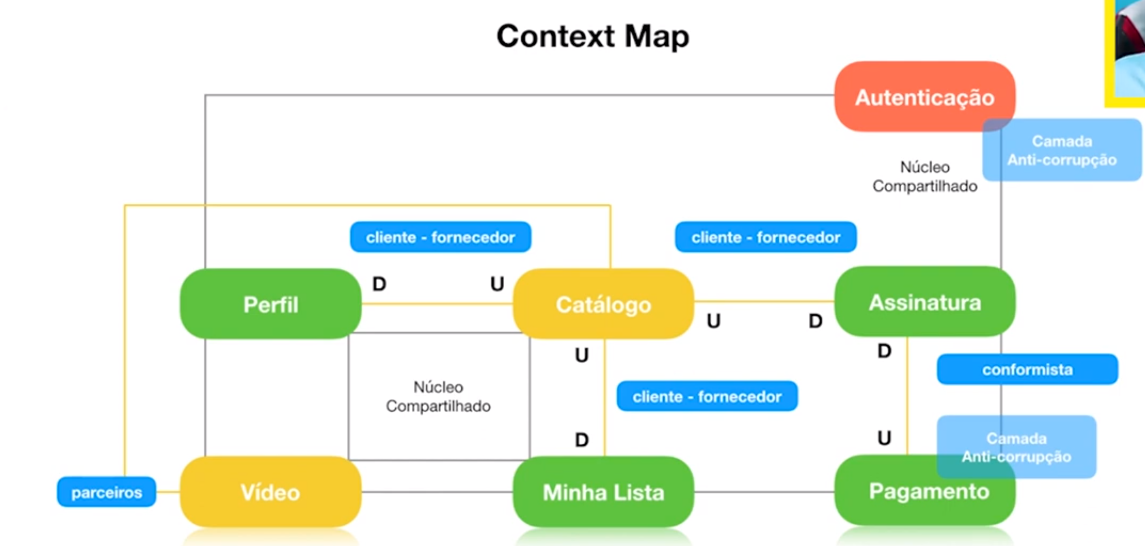 Context Map
Autenticação
Camada
Anti-corrupção
Núcleo
Compartilhado
cliente - fornecedor
cliente - fornecedor
D
U
Perfil
Catálogo
Assinatura
U
D
U
D
conformista
Núcleo
Compartilhado
cliente - fornecedor
D
U
Camada
Anti-corrupção
parceiros
Vídeo
Minha Lista
Pagamento